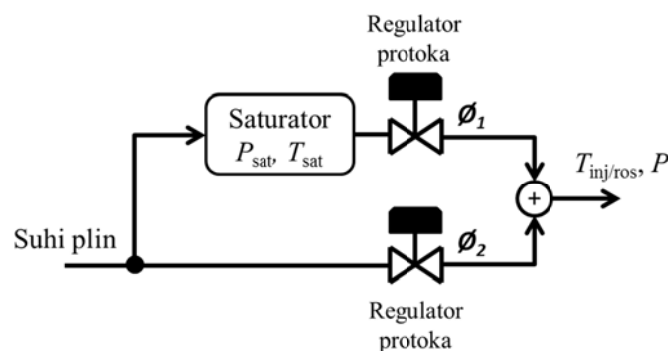 Regulator
protoka
Saturator
P_sat, T_sat
Ø_1
T_inj/ros, P
Suhi plin
Ø_2
Regulator
protoka